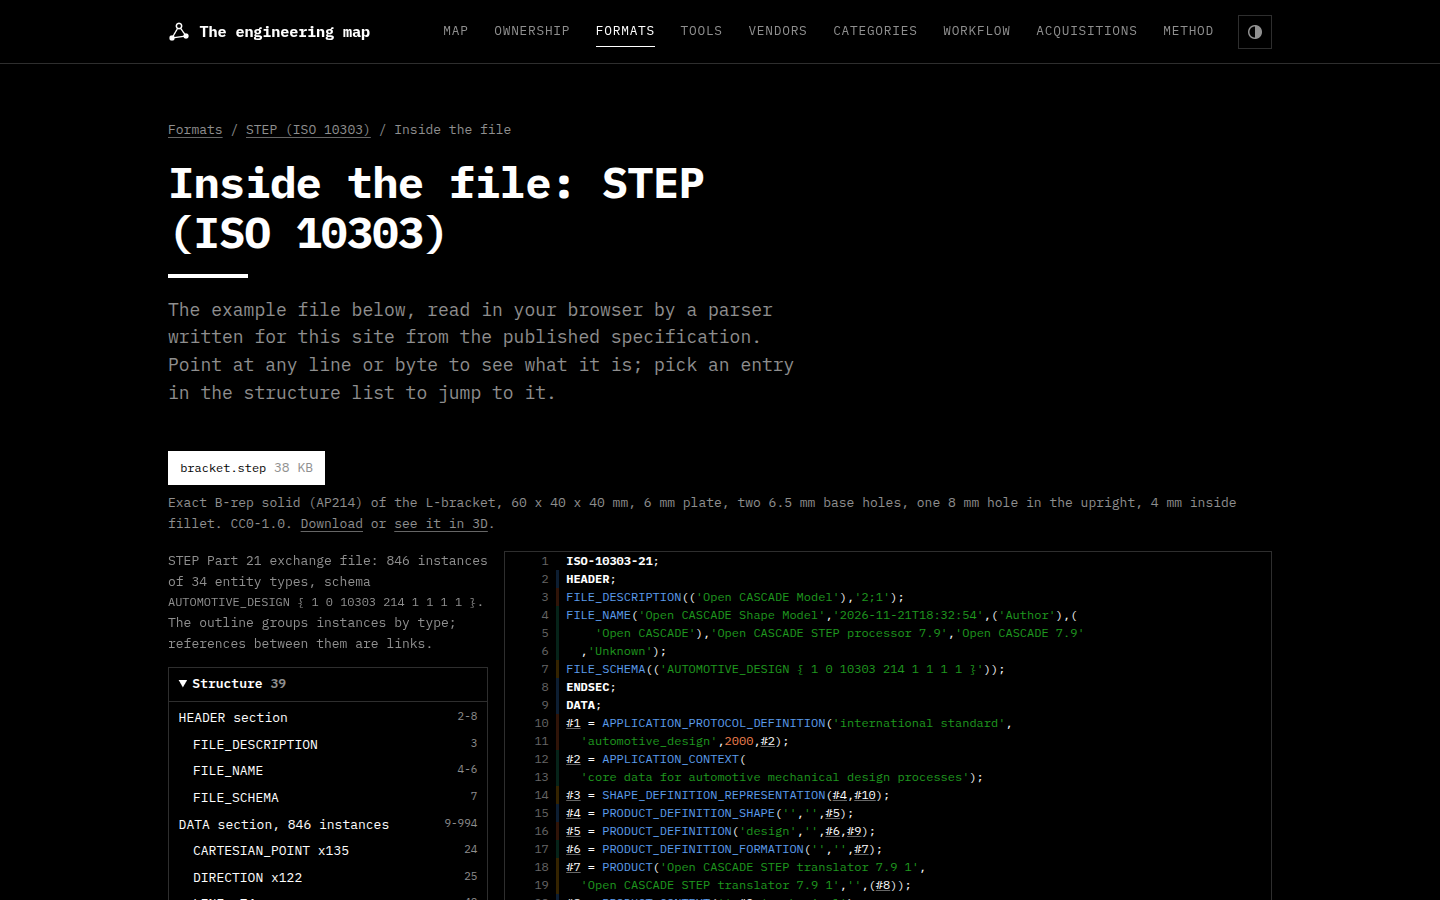 The engineering map
MAP OWNERSHIP FORMATS TOOLS VENDORS CATEGORIES WORKFLOW ACQUISITIONS METHOD
Formats / STEP (ISO 10303) / Inside the file
Inside the file: STEP
(ISO 10303)
The example file below, read in your browser by a parser
written for this site from the published specification.
Point at any line or byte to see what it is; pick an entry
in the structure list to jump to it.
bracket.step 38 KB
Exact B-rep solid (AP214) of the L-bracket, 60 x 40 x 40 mm, 6 mm plate, two 6.5 mm base holes, one 8 mm hole in the upright, 4 mm inside
fillet. CC0-1.0. Download or see it in 3D.
STEP Part 21 exchange file: 846 instances
of 34 entity types, schema
AUTOMOTIVE_DESIGN { 1 0 10303 214 1 1 1 1 }.
The outline groups instances by type;
references between them are links.
▼ Structure 39
HEADER section 2-8
FILE_DESCRIPTION 3
FILE_NAME 4-6
FILE_SCHEMA 7
DATA section, 846 instances 9-994
CARTESIAN_POINT x135 24
DIRECTION x122 25
1 ISO-10303-21;
2 HEADER;
3 FILE_DESCRIPTION(('Open CASCADE Model'),'2;1');
4 FILE_NAME('Open CASCADE Shape Model','2026-11-21T18:32:54',('Author'),(
5 'Open CASCADE'),'Open CASCADE STEP processor 7.9','Open CASCADE 7.9'
6 ,'Unknown');
7 FILE_SCHEMA(('AUTOMOTIVE_DESIGN { 1 0 10303 214 1 1 1 1 }'));
8 ENDSEC;
9 DATA;
10 #1 = APPLICATION_PROTOCOL_DEFINITION('international standard',
11 'automotive_design',2000,#2);
12 #2 = APPLICATION_CONTEXT(
13 'core data for automotive mechanical design processes');
14 #3 = SHAPE_DEFINITION_REPRESENTATION(#4,#10);
15 #4 = PRODUCT_DEFINITION_SHAPE('','',#5);
16 #5 = PRODUCT_DEFINITION('design','',#6,#9);
17 #6 = PRODUCT_DEFINITION_FORMATION('','',#7);
18 #7 = PRODUCT('Open CASCADE STEP translator 7.9 1',
19 'Open CASCADE STEP translator 7.9 1','',(#8));